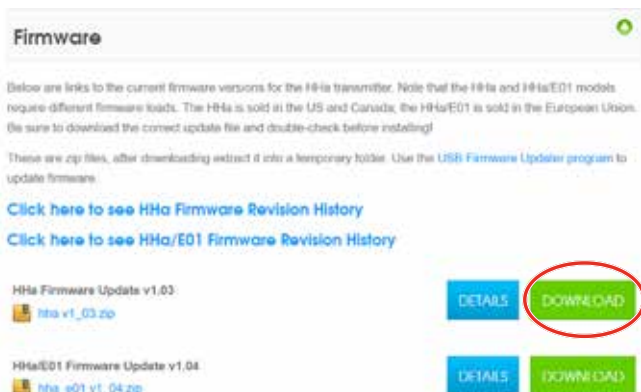 Firmware
Below are links to the current firmware versions for the HHa transmitter. Note that the HHa and HHa/E01 models
require different firmware loads. The HHa is sold in the US and Canada; the HHa/E01 is sold in the European Union.
Be sure to download the correct update file and double-check before installing!
These are zip files, after downloading extract it into a temporary folder. Use the USB Firmware Updater program to
update firmware.
Click here to see HHa Firmware Revision History
Click here to see HHa/E01 Firmware Revision History
HHa Firmware Update v1.03
DETAILS DOWNLOAD
hha v1_03.zip
HHa/E01 Firmware Update v1.04
DETAILS DOWNLOAD
hha_e01 v1_04.zip